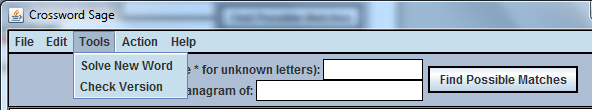 Crossword Sage
File Edit Tools Action Help
Solve New Word
Check Version
* for unknown letters):
anagram of:
Find Possible Matches